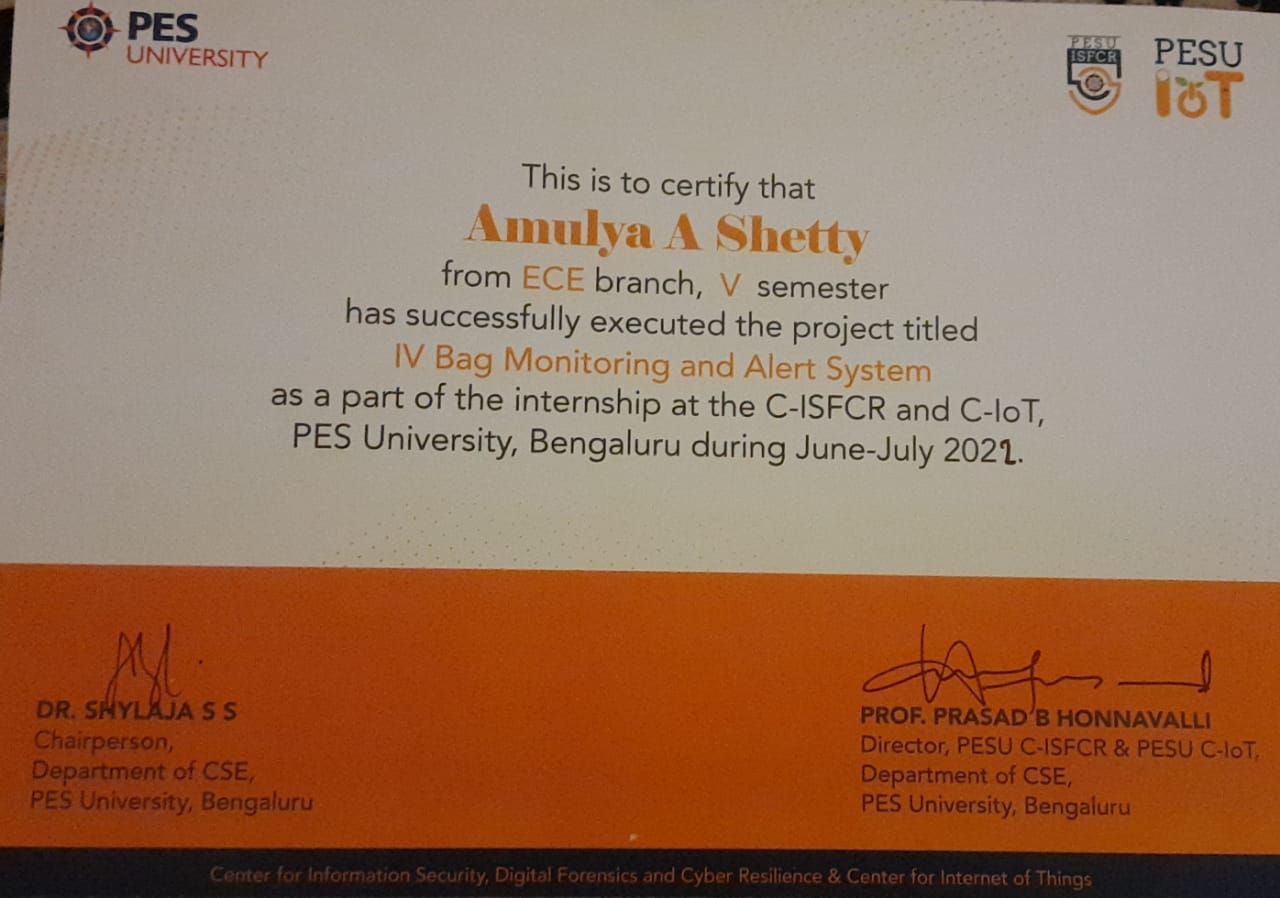 PES
UNIVERSITY
PESU
ISFCR
PESU
IoT
This is to certify that
Amulya A Shetty
from ECE branch, V semester
has successfully executed the project titled
IV Bag Monitoring and Alert System
as a part of the internship at the C-ISFCR and C-IoT,
PES University, Bengaluru during June-July 2022.
DR. SHYLAJA S S
Chairperson,
Department of CSE,
PES University, Bengaluru
PROF. PRASAD B HONNAVALLI
Director, PESU C-ISFCR & PESU C-IoT,
Department of CSE,
PES University, Bengaluru
Center for Information Security, Digital Forensics and Cyber Resilience & Center for Internet of Things